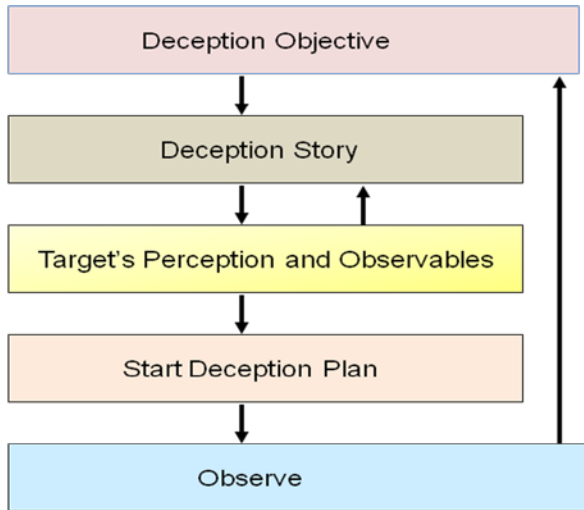 Deception Objective
Deception Story
Target's Perception and Observables
Start Deception Plan
Observe